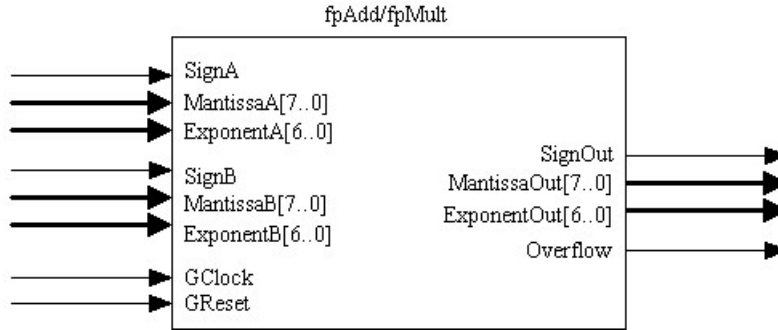 fpAdd/fpMult
SignA
MantissaA[7..0]
ExponentA[6..0]
SignB
MantissaB[7..0]
ExponentB[6..0]
GClock
GReset
SignOut
MantissaOut[7..0]
ExponentOut[6..0]
Overflow